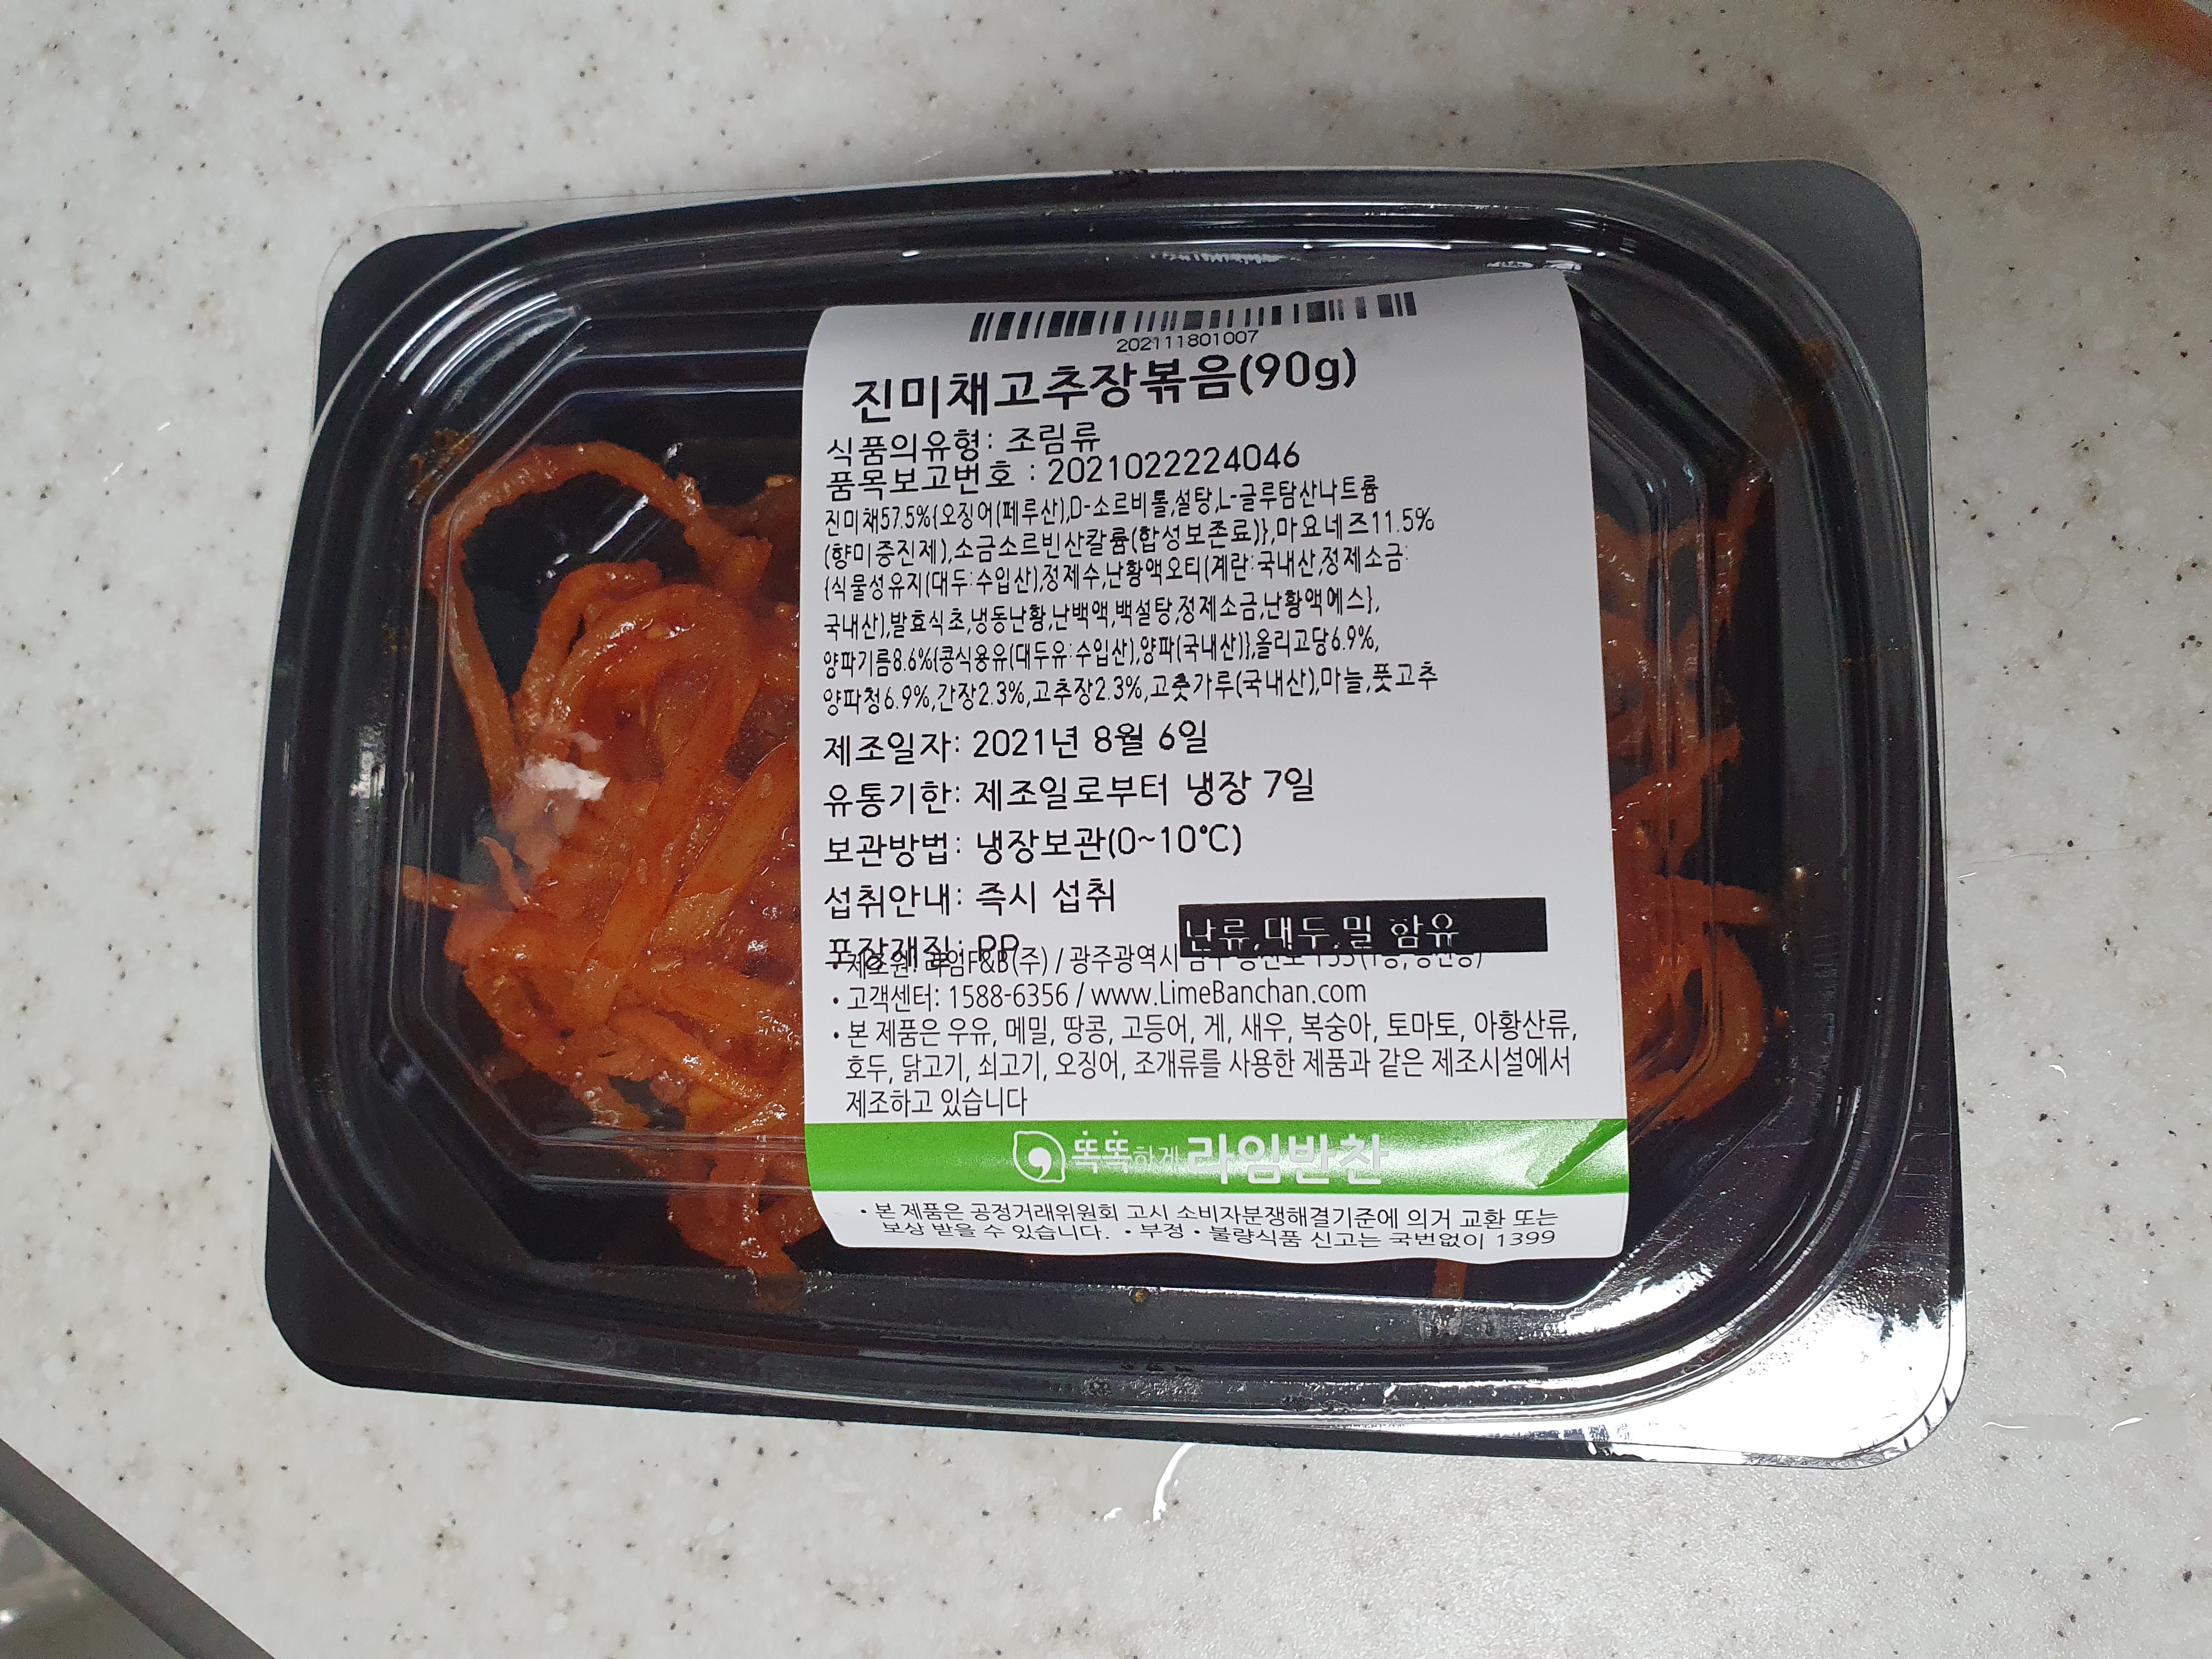 202111801007
진미채고추장볶음(90g)
식품의유형: 조림류
품목보고번호 : 2021022224046
진미채57.5%{오징어(페루산),D-소르비톨,설탕,L-글루탐산나트륨
(향미증진제),소금소르빈산칼륨(합성보존료)},마요네즈11.5%
{식물성유지(대두:수입산),정제수,난황액오티(계란:국내산,정제소금:
국내산),발효식초,냉동난황,난백액,백설탕,정제소금,난황액에스},
양파기름8.6%{콩식용유(대두유:수입산),양파(국내산)},올리고당6.9%,
양파청6.9%,간장2.3%,고추장2.3%,고춧가루(국내산),마늘,풋고추
제조일자: 2021년 8월 6일
유통기한: 제조일로부터 냉장 7일
보관방법: 냉장보관(0~10℃)
섭취안내: 즉시 섭취
난류,대두,밀 함유
포장재질: PP
• 제조원: 라임F&B(주) / 광주광역시
• 고객센터: 1588-6356 / www.LimeBanchan.com
• 본 제품은 우유, 메밀, 땅콩, 고등어, 게, 새우, 복숭아, 토마토, 아황산류,
호두, 닭고기, 쇠고기, 오징어, 조개류를 사용한 제품과 같은 제조시설에서
제조하고 있습니다
똑똑하게 라임반찬
• 본 제품은 공정거래위원회 고시 소비자분쟁해결기준에 의거 교환 또는
보상 받을 수 있습니다. • 부정 • 불량식품 신고는 국번없이 1399